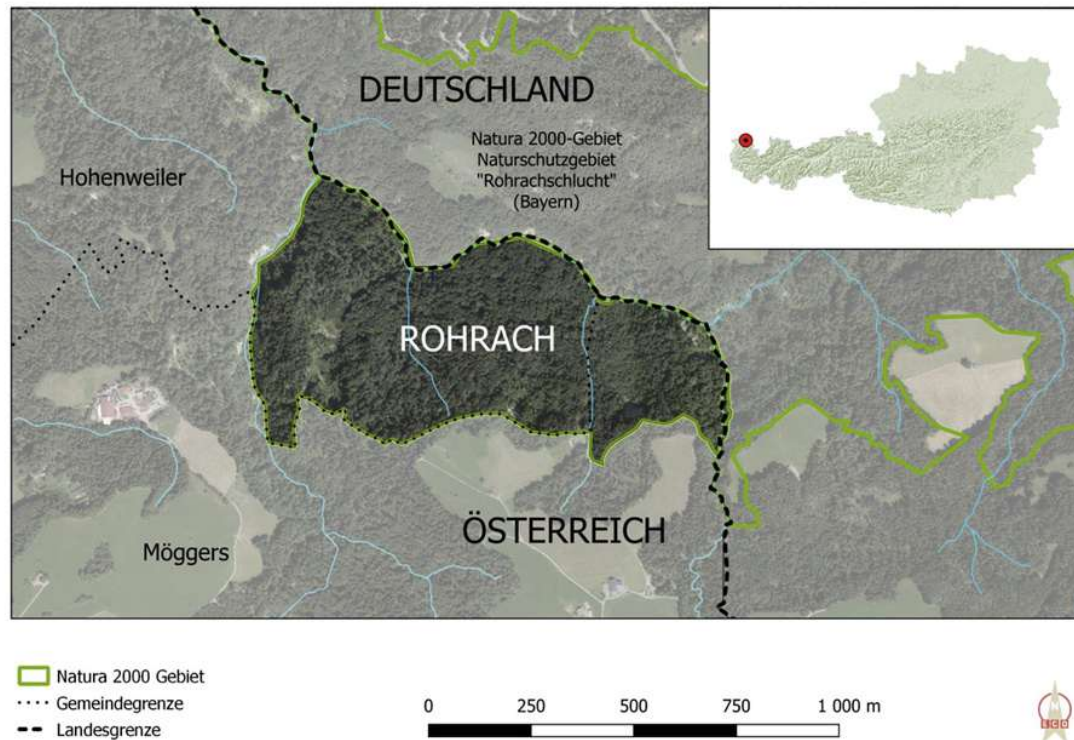 DEUTSCHLAND
Natura 2000-Gebiet
Naturschutzgebiet
"Rohrachschlucht"
(Bayern)
Hohenweiler
ROHRACH
ÖSTERREICH
Möggers
Natura 2000 Gebiet
Gemeindegrenze
Landesgrenze
0 250 500 750 1 000 m
N
E C O